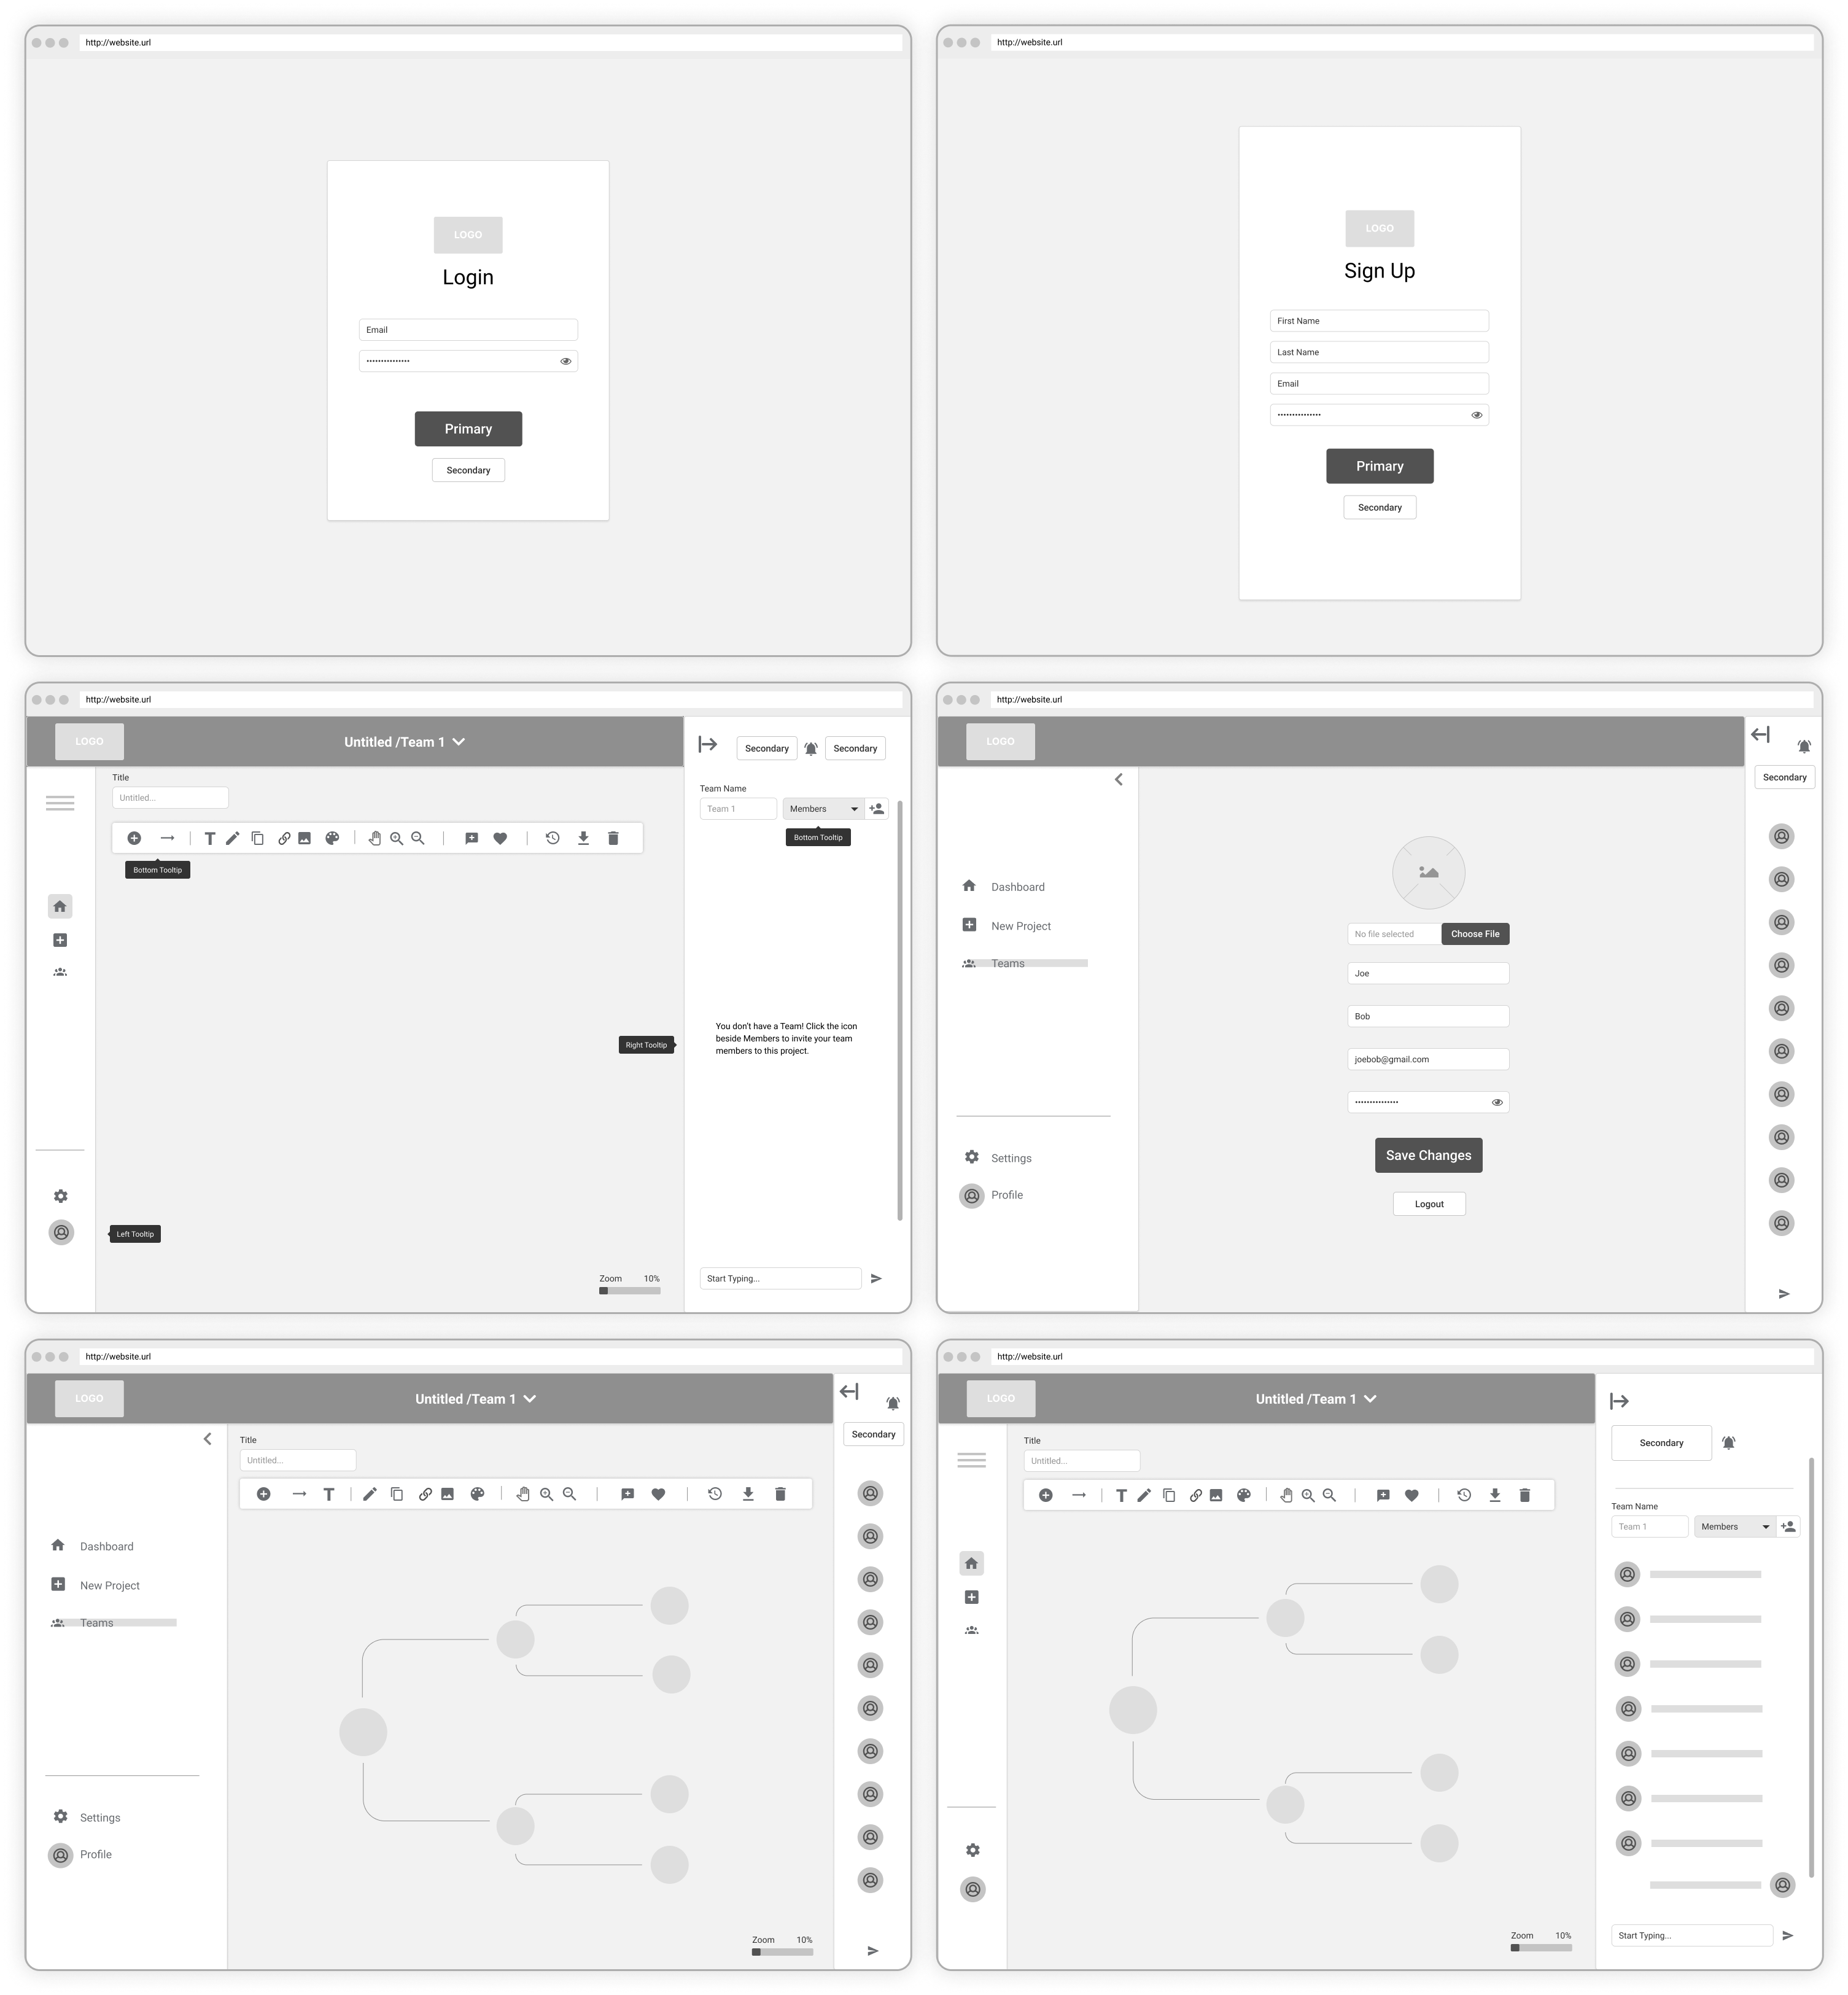 http://website.url
LOGO
Login
Email
Primary
Secondary
http://website.url
LOGO
Sign Up
First Name
Last Name
Email
Primary
Secondary
http://website.url
LOGO
Untitled /Team 1
Secondary
Secondary
Title
Untitled...
Bottom Tooltip
Team Name
Team 1
Members
Bottom Tooltip
Right Tooltip
You don't have a Team! Click the icon
beside Members to invite your team
members to this project.
Left Tooltip
Zoom 10%
Start Typing...
http://website.url
LOGO
Secondary
Dashboard
New Project
Teams
Settings
Profile
No file selected
Choose File
Joe
Bob
joebob@gmail.com
Save Changes
Logout
http://website.url
LOGO
Untitled /Team 1
Secondary
Title
Untitled...
Dashboard
New Project
Teams
Settings
Profile
Zoom 10%
http://website.url
LOGO
Untitled /Team 1
Title
Untitled...
Secondary
Team Name
Team 1
Members
Zoom 10%
Start Typing...